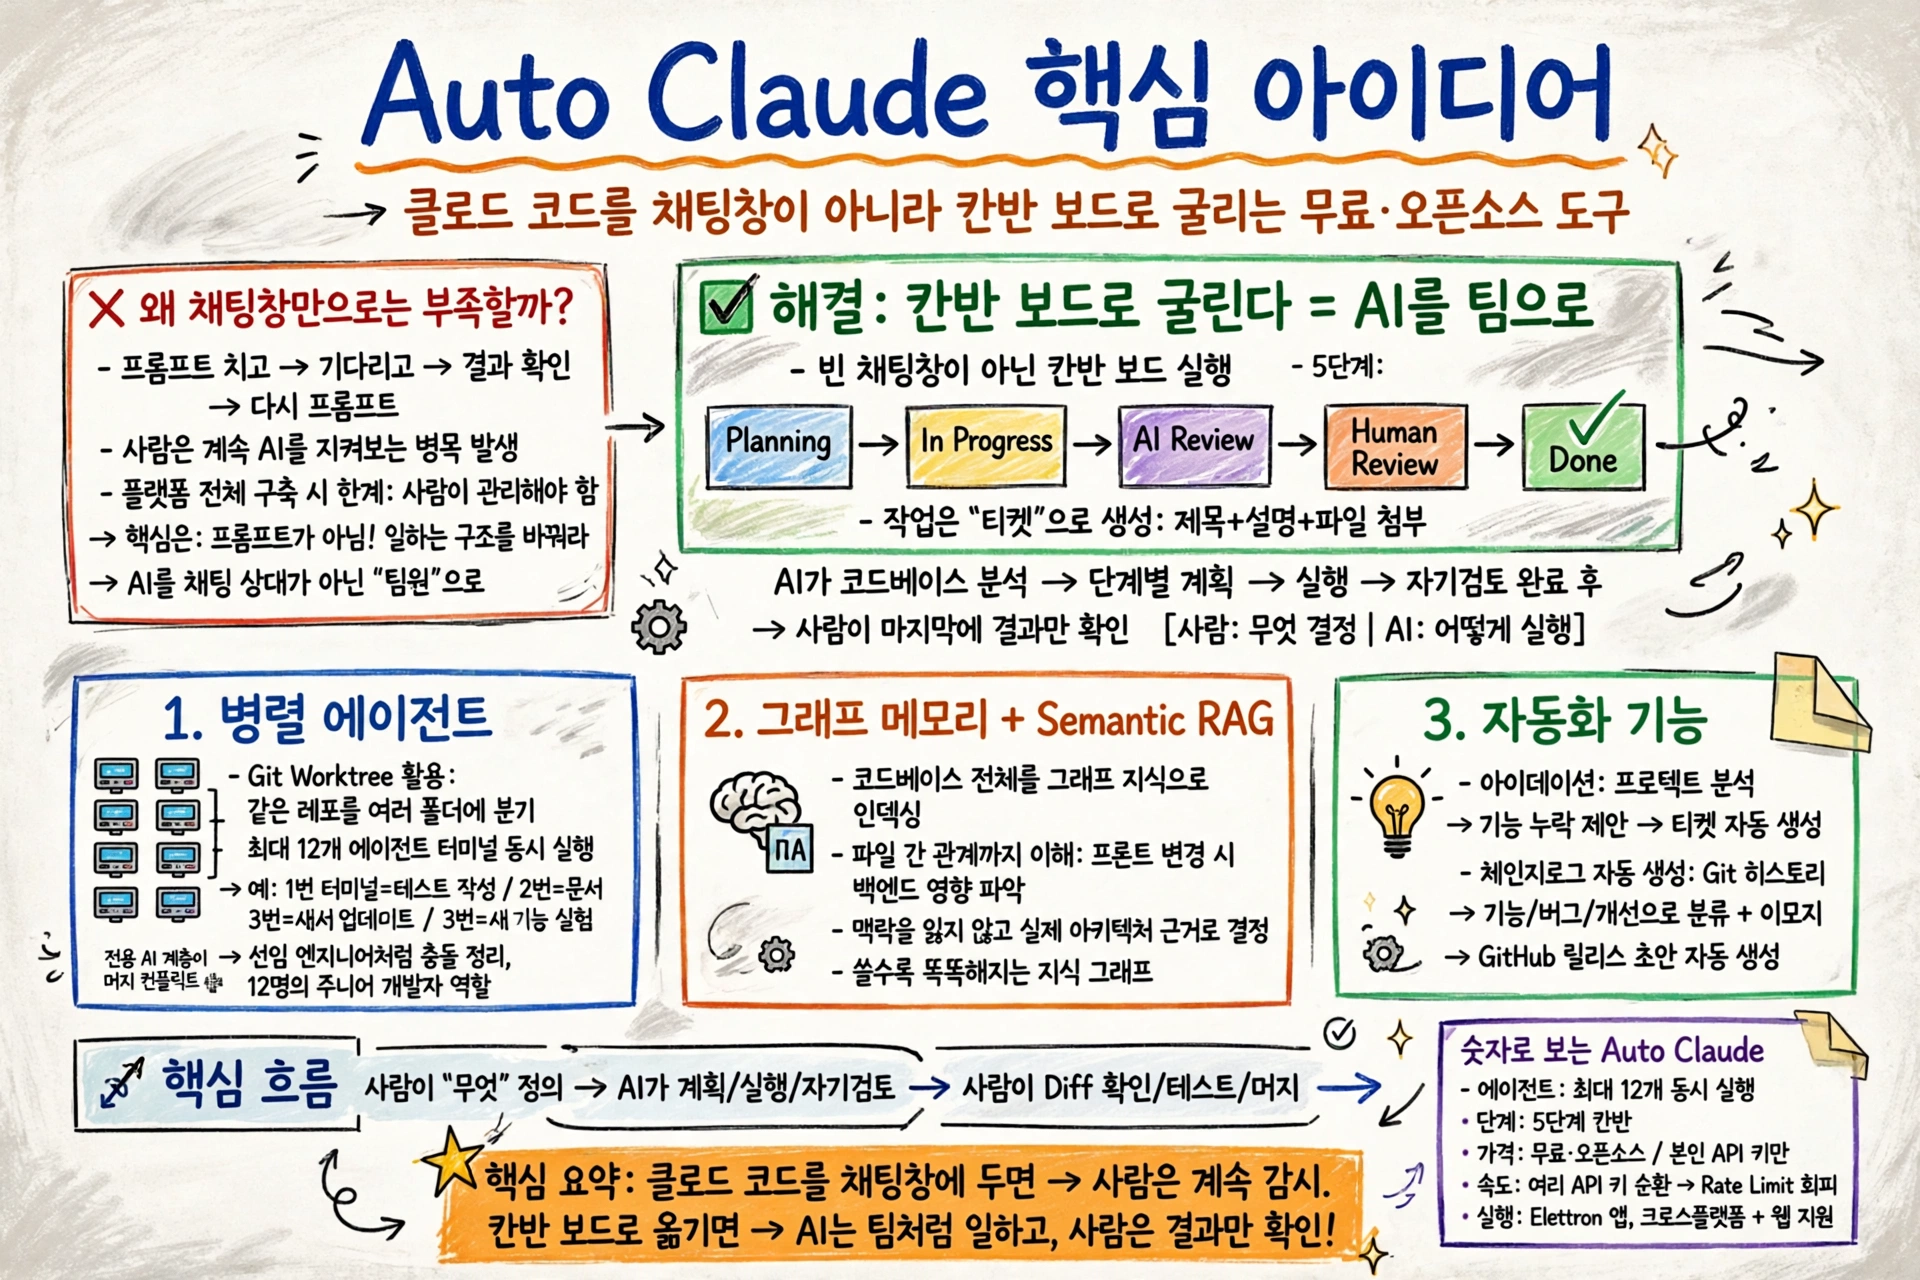 Auto Claude 핵심 아이디어
→ 클로드 코드를 채팅창이 아니라 칸반 보드로 굴리는 무료·오픈소스 도구
왜 채팅창만으로는 부족할까?
- 프롬프트 치고 → 기다리고 → 결과 확인
→ 다시 프롬프트
- 사람은 계속 AI를 지켜보는 병목 발생
- 플랫폼 전체 구축 시 한계: 사람이 관리해야 함
→ 핵심은: 프롬프트가 아님! 일하는 구조를 바꿔라
→ AI를 채팅 상대가 아닌 “팀원”으로
해결: 칸반 보드로 굴린다 = AI를 팀으로
- 빈 채팅창이 아닌 칸반 보드 실행
- 5단계:
Planning → In Progress → AI Review → Human Review → Done
- 작업은 “티켓”으로 생성: 제목+설명+파일 첨부
AI가 코드베이스 분석 → 단계별 계획 → 실행 → 자기검토 완료 후
→ 사람이 마지막에 결과만 확인 [사람: 무엇 결정 | AI: 어떻게 실행]
1. 병렬 에이전트
- Git Worktree 활용:
같은 레포를 여러 폴더에 분기
최대 12개 에이전트 터미널 동시 실행
→ 예: 1번 터미널=테스트 작성 / 2번=문서
3번=새서 업데미트 / 3번=새 기능 실험
전용 AI 계층이
머지 컨플릭트
→ 선임 엔지니어처럼 충돌 정리,
12명의 주니어 개발자 역할
2. 그래프 메모리 + Semantic RAG
- 코드베이스 전체를 그래프 지식으로
인덱싱
- 파일 간 관계까지 이해: 프론트 변경 시
백엔드 영향 파악
- 맥락을 잃지 않고 실제 아키텍처 근거로 결정
- 쓸수록 똑똑해지는 지식 그래프
3. 자동화 기능
- 아이데이션: 프로텍트 분석
→ 기능 누락 제안 → 티켓 자동 생성
- 체인지로그 자동 생성: Git 히스토리
→ 기능/버그/개선으로 분류 + 이모지
→ GitHub 릴리스 초안 자동 생성
핵심 흐름
사람이 “무엇” 정의 → AI가 계획/실행/자기검토 → 사람이 Diff 확인/테스트/머지 →
핵심 요약: 클로드 코드를 채팅창에 두면 → 사람은 계속 감시.
칸반 보드로 옮기면 → AI는 팀처럼 일하고, 사람은 결과만 확인!
숫자로 보는 Auto Claude
- 에이전트: 최대 12개 동시 실행
• 단계: 5단계 칸반
• 가격: 무료·오픈소스 / 본인 API 키만
• 속도: 여리 API 키 순환 → Rate Limit 회피
• 실행: Elettron 앱, 크로스플랫폼 + 웹 지원